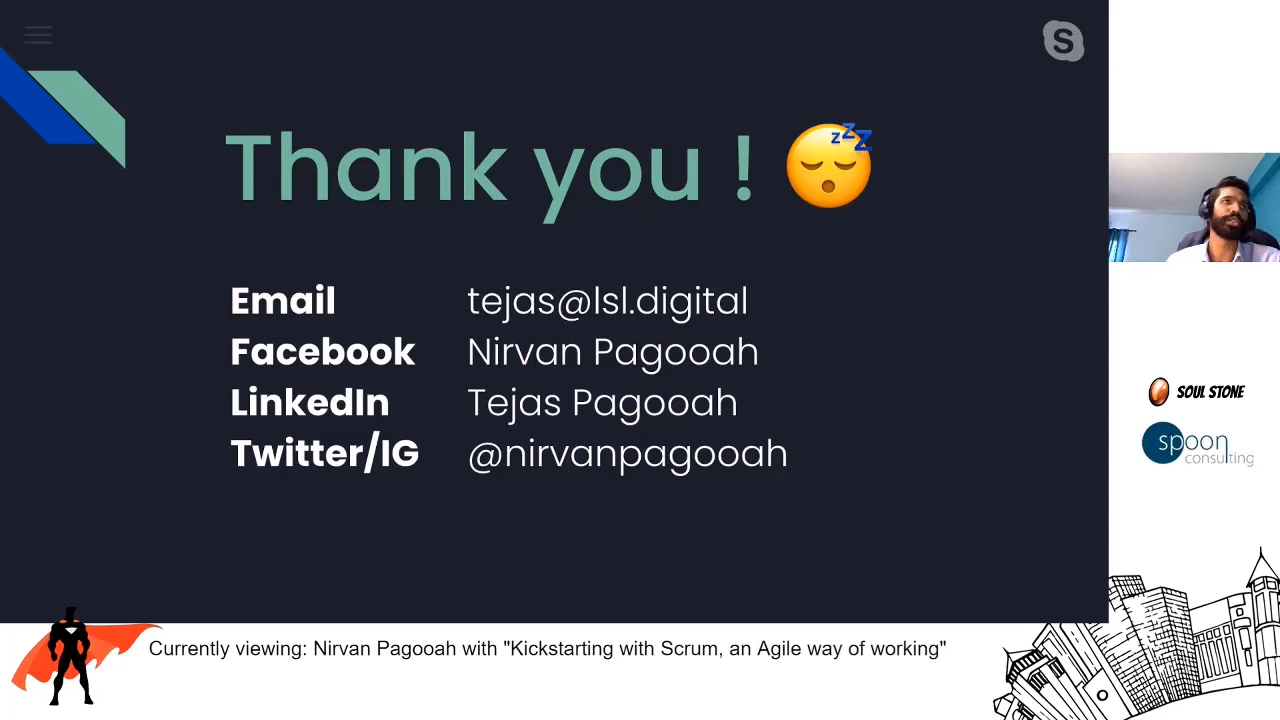 S
Thank you ! 😴
Email tejas@lsl.digital
Facebook Nirvan Pagooah
LinkedIn Tejas Pagooah
Twitter/IG @nirvanpagooah
SOUL STONE
spoon
consulting
Currently viewing: Nirvan Pagooah with "Kickstarting with Scrum, an Agile way of working"